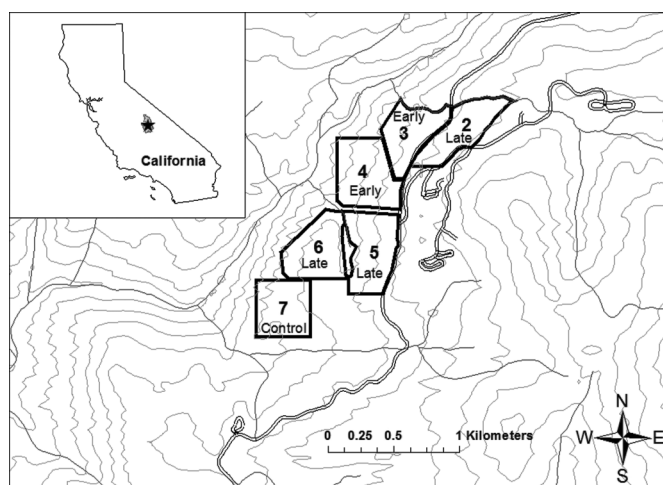 California
Early
3
2
Late
4
Early
6
Late
5
Late
7
Control
0 0.25 0.5 1 Kilometers
N
W E
S